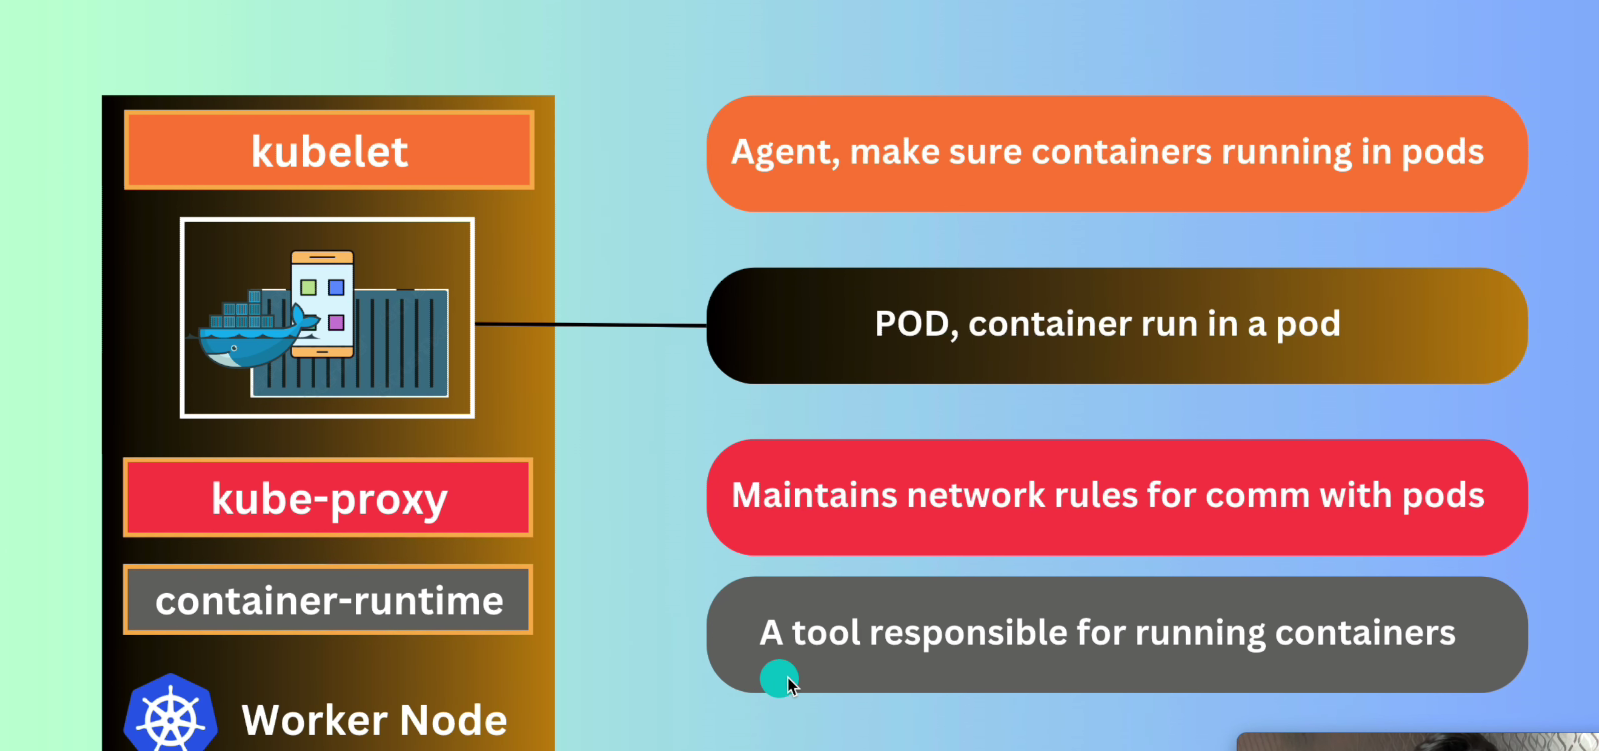 kubelet
Agent, make sure containers running in pods
POD, container run in a pod
kube-proxy
Maintains network rules for comm with pods
container-runtime
A tool responsible for running containers
Worker Node